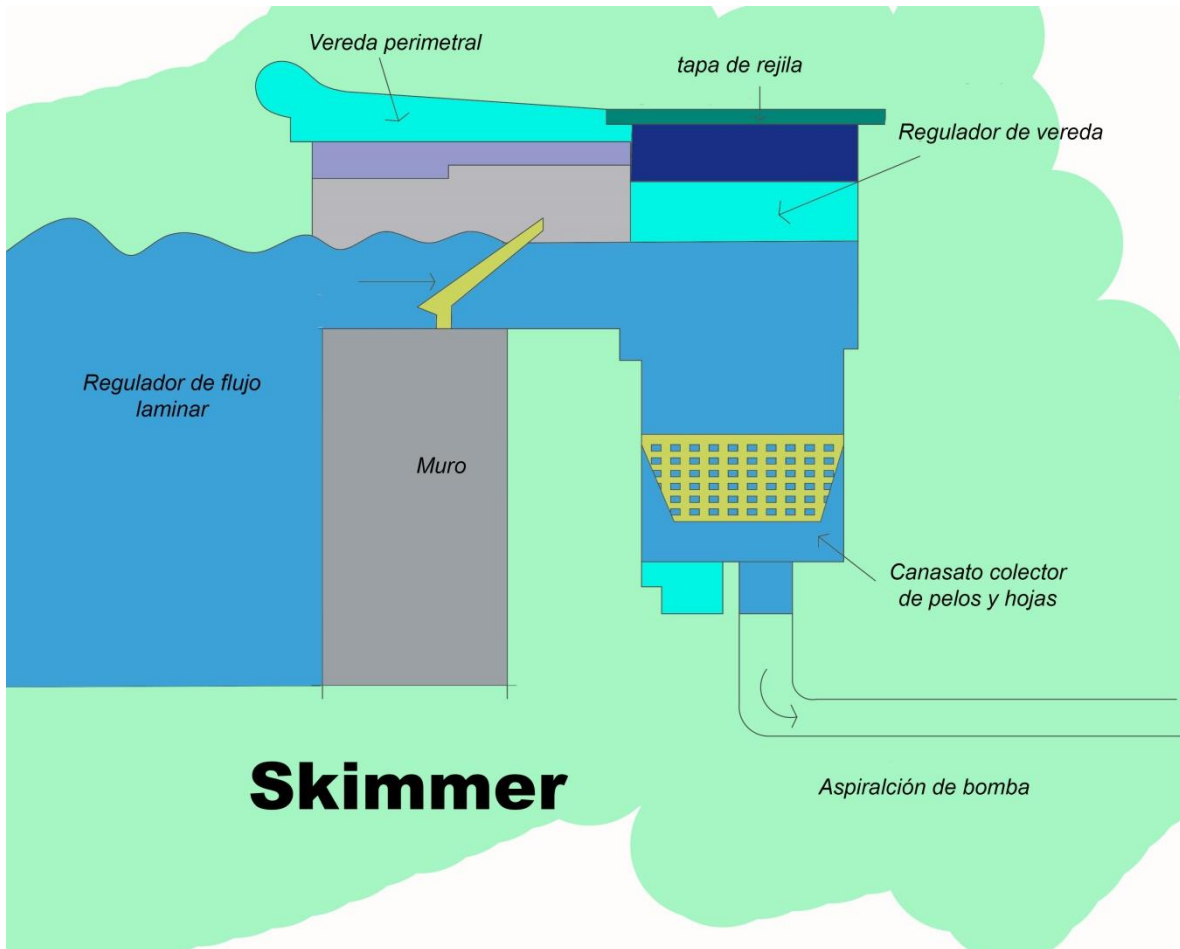 Vereda perimetral
tapa de rejila
Regulador de vereda
Regulador de flujo
laminar
Muro
Canasato colector
de pelos y hojas
Skimmer
Aspiralción de bomba